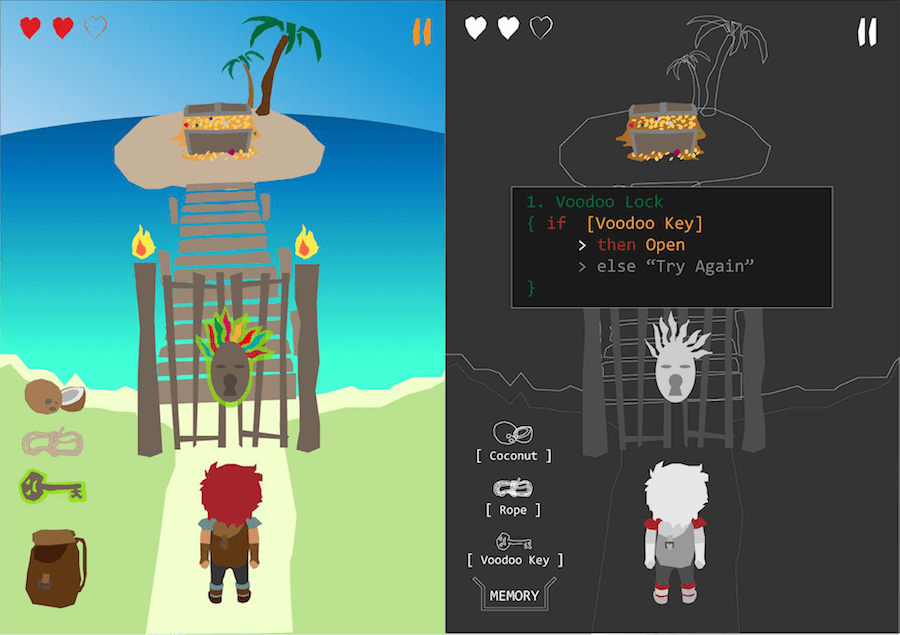 1. Voodoo Lock
{ if [Voodoo Key]
> then Open
> else “Try Again”
}
[ Coconut ]
[ Rope ]
[ Voodoo Key ]
MEMORY